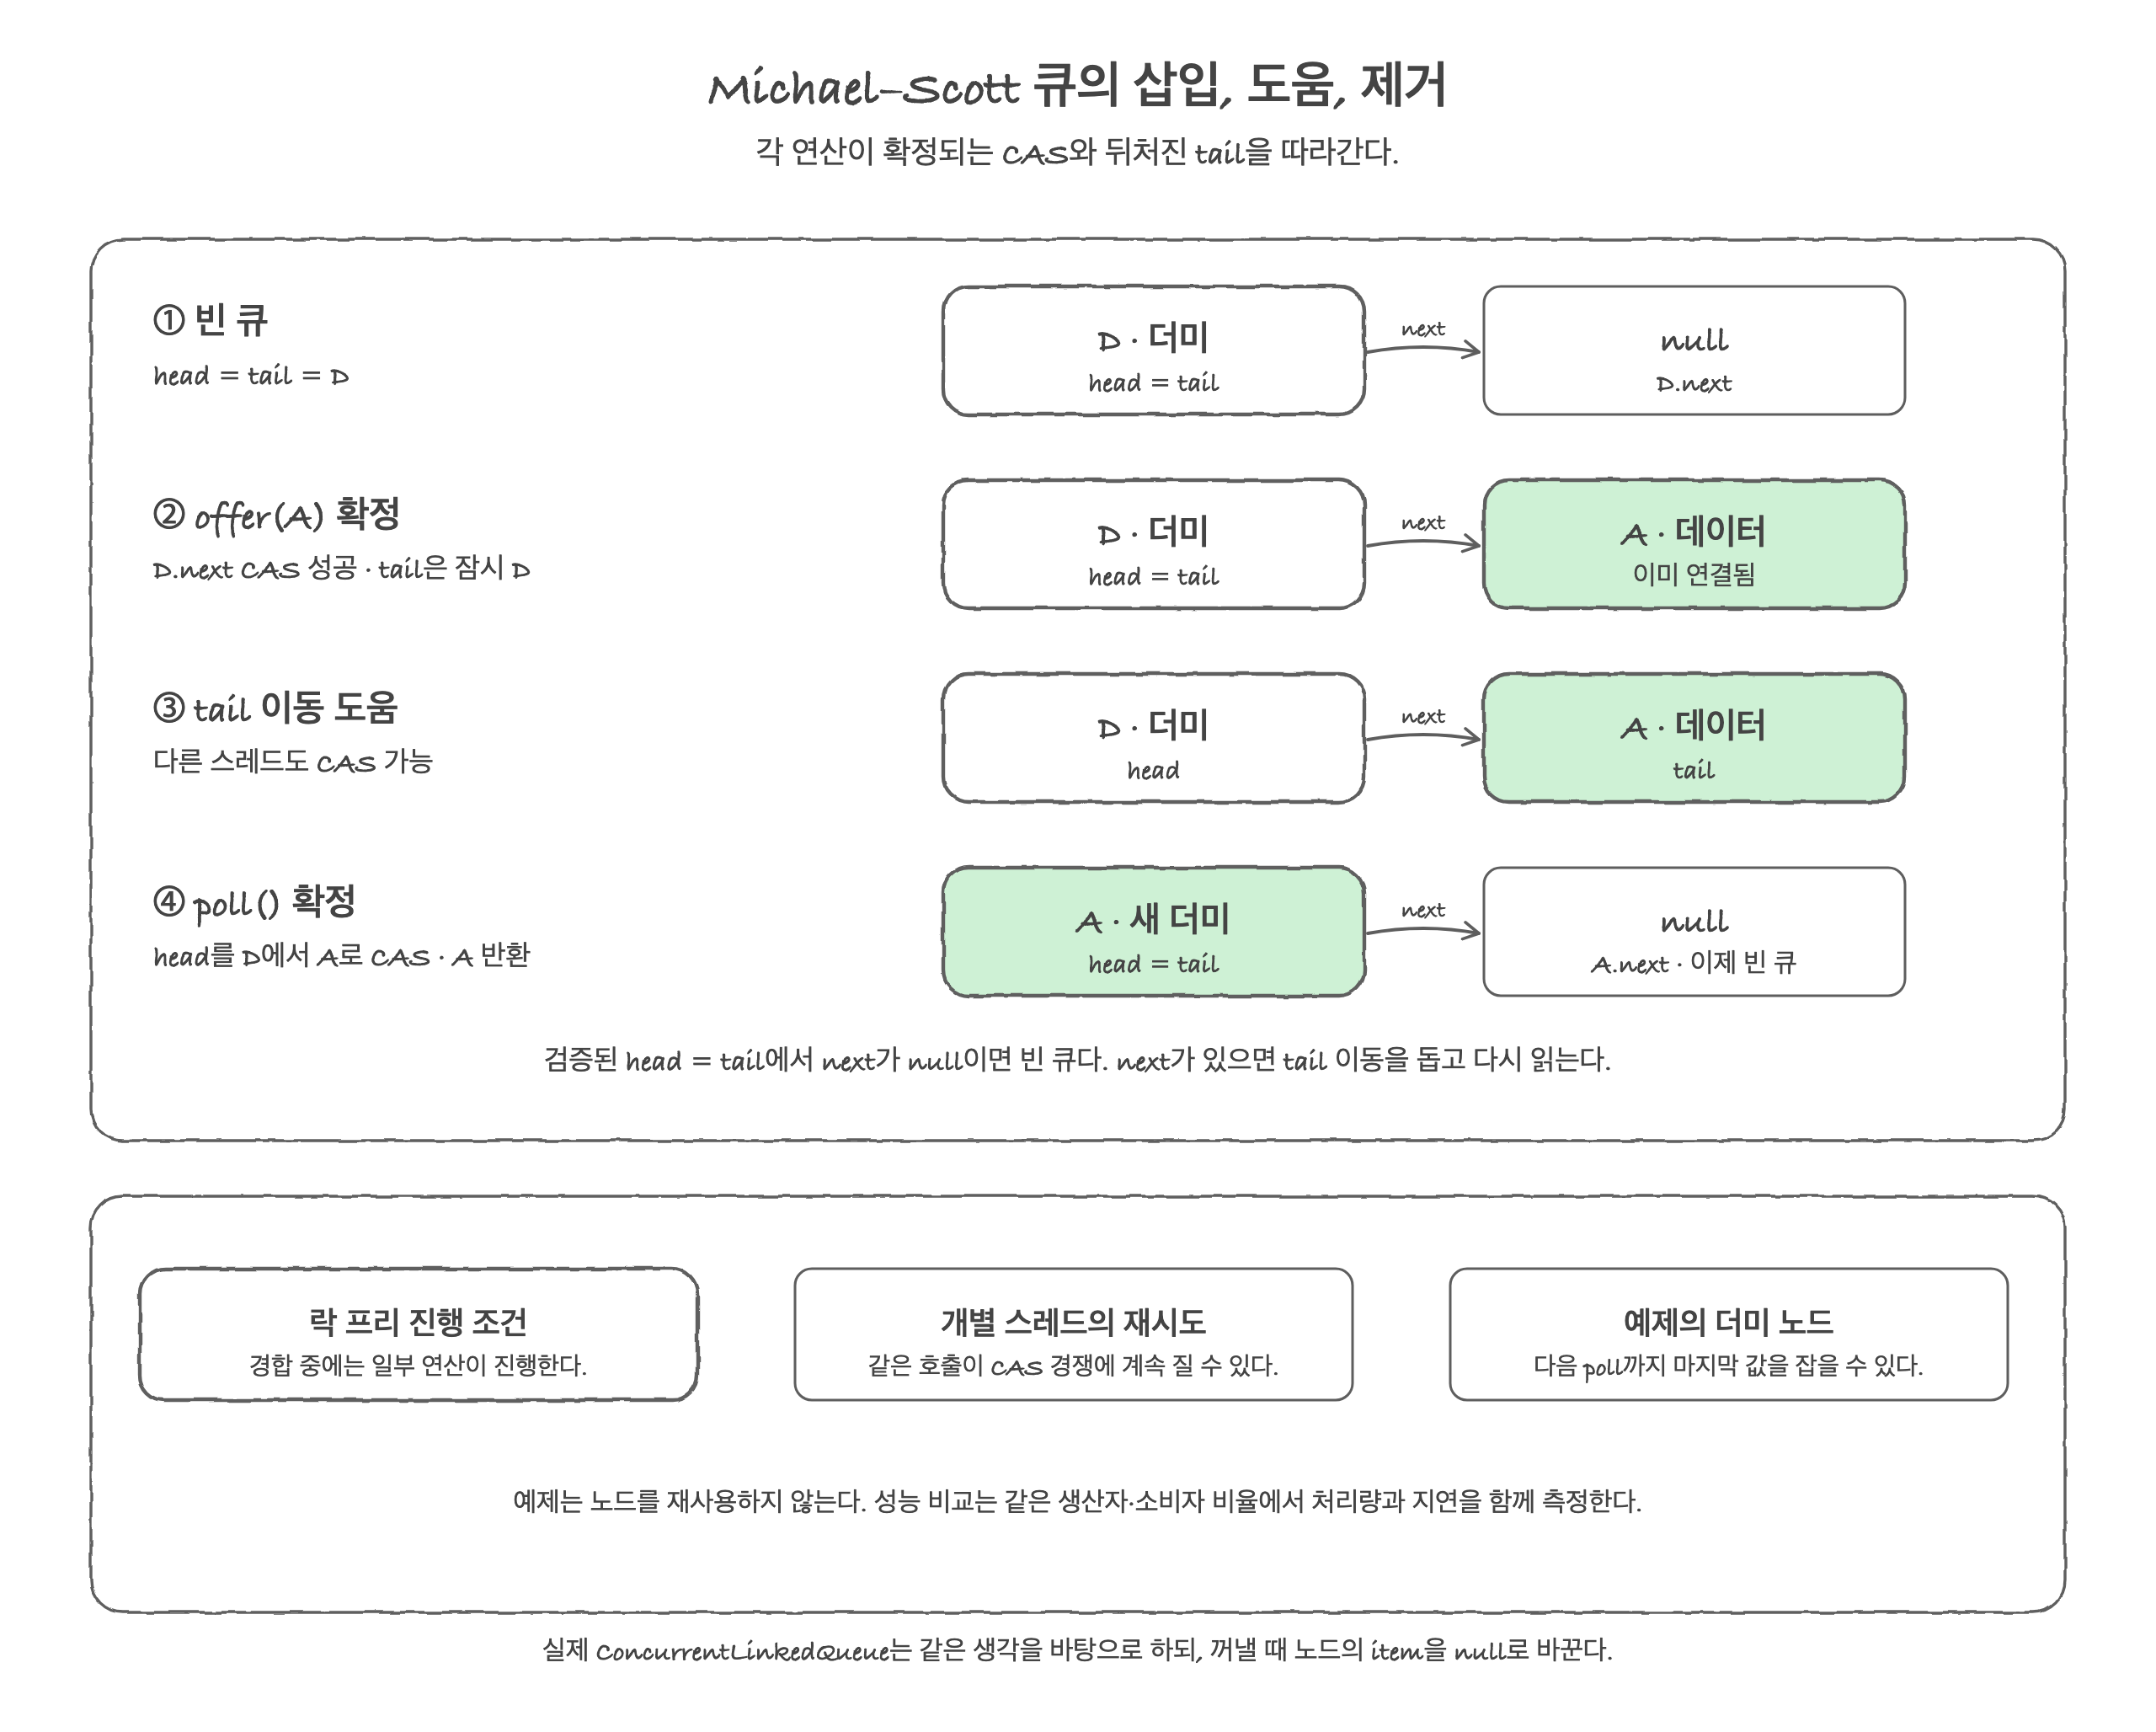 Michael-Scott 큐의 삽입, 도움, 제거
각 연산이 확정되는 CAS와 뒤처진 tail을 따라간다.
① 빈 큐
head = tail = D
D · 더미
head = tail
next
null
D.next
② offer(A) 확정
D.next CAS 성공 · tail은 잠시 D
D · 더미
head = tail
next
A · 데이터
이미 연결됨
③ tail 이동 도움
다른 스레드도 CAS 가능
D · 더미
head
next
A · 데이터
tail
④ poll() 확정
head를 D에서 A로 CAS · A 반환
A · 새 더미
head = tail
next
null
A.next · 이제 빈 큐
검증된 head = tail에서 next가 null이면 빈 큐다. next가 있으면 tail 이동을 돕고 다시 읽는다.
락 프리 진행 조건
경합 중에는 일부 연산이 진행한다.
개별 스레드의 재시도
같은 호출이 CAS 경쟁에 계속 질 수 있다.
예제의 더미 노드
다음 poll까지 마지막 값을 잡을 수 있다.
예제는 노드를 재사용하지 않는다. 성능 비교는 같은 생산자·소비자 비율에서 처리량과 지연을 함께 측정한다.
실제 ConcurrentLinkedQueue는 같은 생각을 바탕으로 하되, 꺼낼 때 노드의 item을 null로 바꾼다.